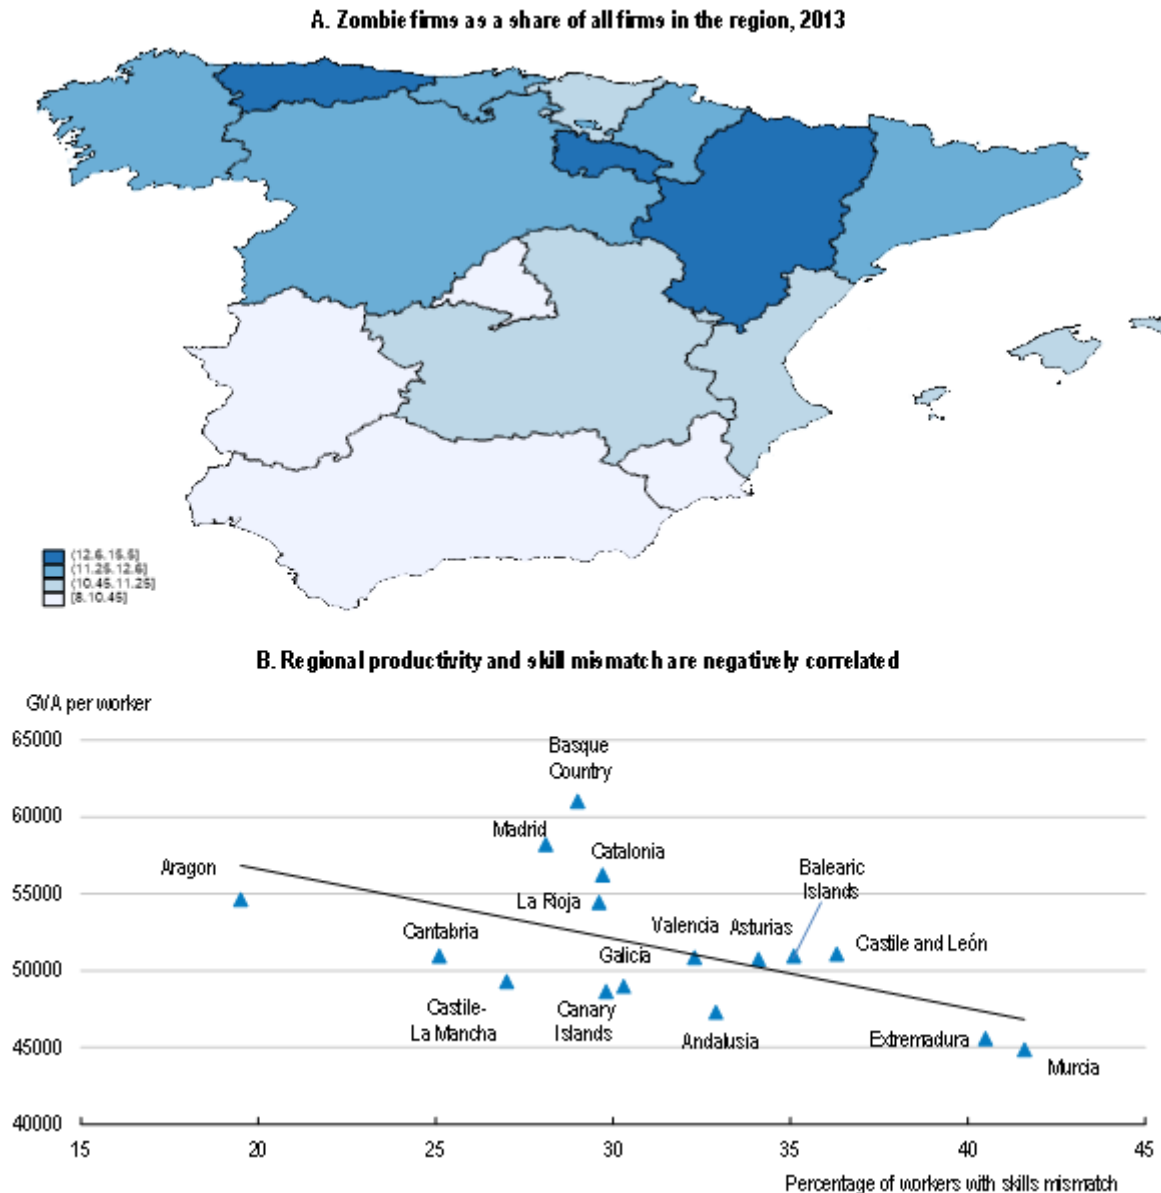 A. Zombie firms as a share of all firms in the region, 2013
(12.6.15.5]
(11.25.12.6]
(10.45.11.25]
[8.10.45]
B. Regional productivity and skill mismatch are negatively correlated
GVA per worker
65000
60000
55000
50000
45000
40000
Basque
Country
Madrid
Catalonia
Aragon
La Rioja
Balearic
Islands
Cantabria
Valencia
Asturias
Castile and León
Galicia
Castile-
La Mancha
Canary
Islands
Andalusia
Extremadura
Murcia
15
20
25
30
35
40
45
Percentage of workers with skills mismatch